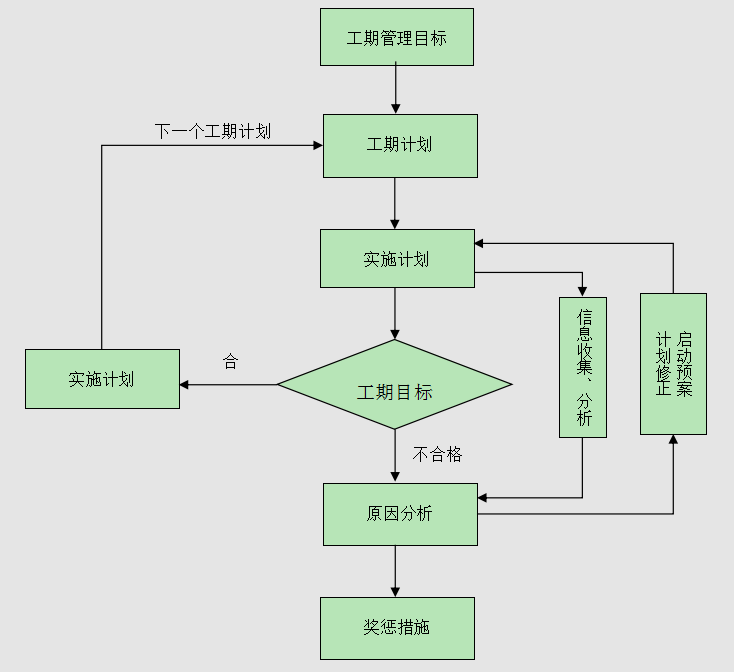 工期管理目标
下一个工期计划
工期计划
实施计划
信息收集、分析
启动预案
计划修正
实施计划
合
工期目标
不合格
原因分析
奖惩措施